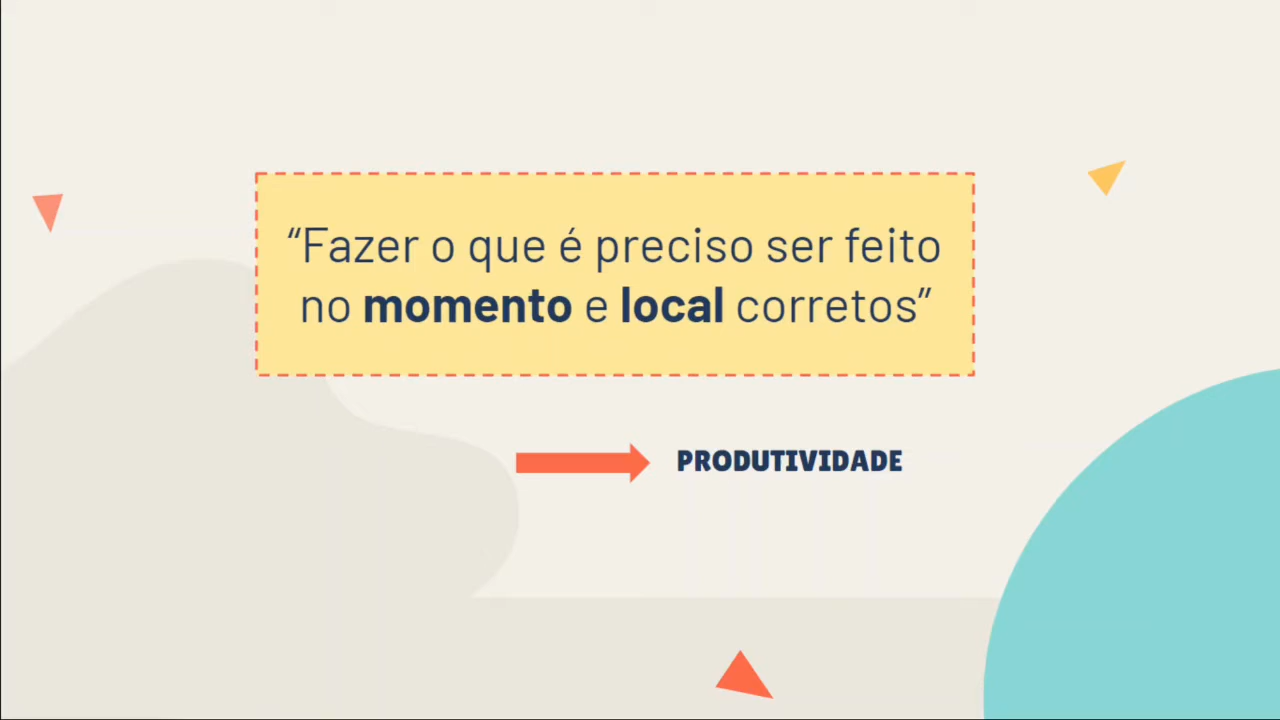 “Fazer o que é preciso ser feito
no momento e local corretos”
PRODUTIVIDADE